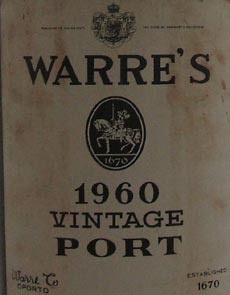 WARRE'S
1670
1960
VINTAGE
PORT
Warre Co
OPORTO
ESTABLISHED
1670